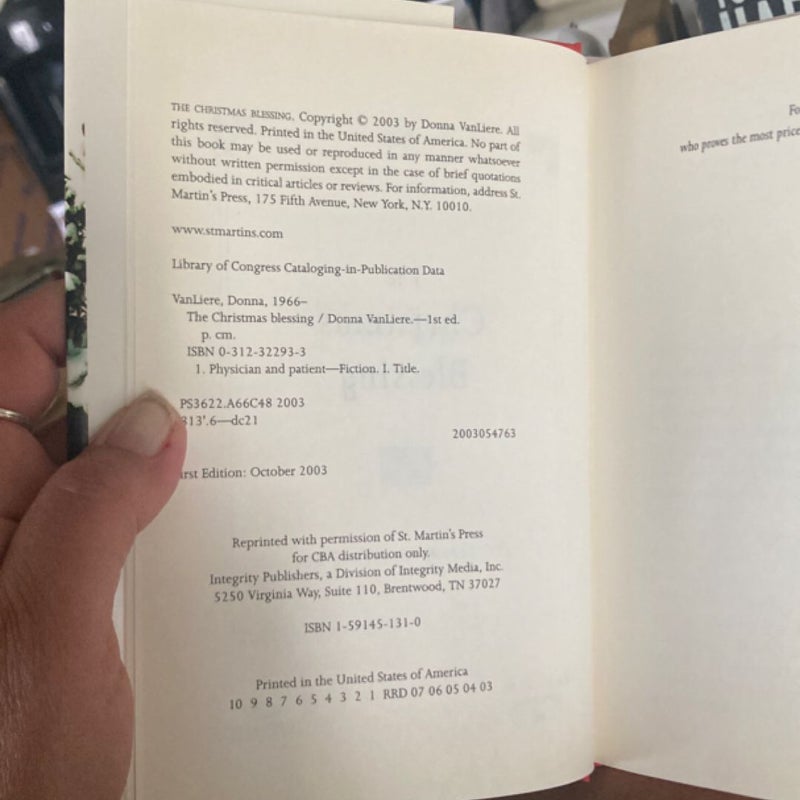 THE CHRISTMAS BLESSING. Copyright © 2003 by Donna VanLiere. All
rights reserved. Printed in the United States of America. No part of
this book may be used or reproduced in any manner whatsoever
without written permission except in the case of brief quotations
embodied in critical articles or reviews. For information, address St.
Martin's Press, 175 Fifth Avenue, New York, N.Y. 10010.
www.stmartins.com
Library of Congress Cataloging-in-Publication Data
VanLiere, Donna, 1966–
The Christmas blessing / Donna VanLiere.—1st ed.
p. cm.
ISBN 0-312-32293-3
1. Physician and patient—Fiction. I. Title.
PS3622.A66C48 2003
813'.6—dc21
2003054763
Edition: October 2003
Reprinted with permission of St. Martin's Press
for CBA distribution only.
Integrity Publishers, a Division of Integrity Media, Inc.
5250 Virginia Way, Suite 110, Brentwood, TN 37027
ISBN 1-59145-131-0
Printed in the United States of America
10 9 8 7 6 5 4 3 2 1 RRD 07 06 05 04 03
who proves the most